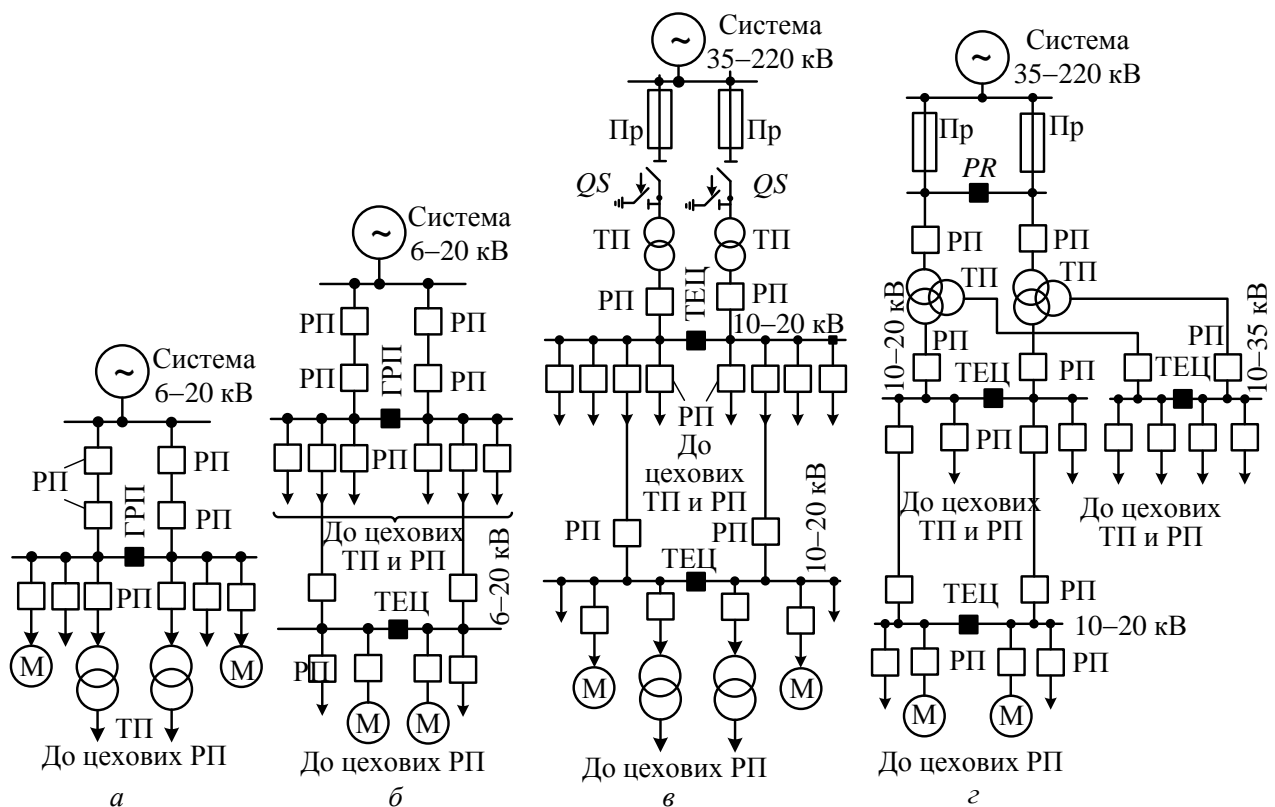 Система
6–20 кВ
РП
РП
РП
ГРП
РП
М
М
ТП
До цехових РП
а
Система
6–20 кВ
РП
РП
РП
РП
ГРП
РП
До цехових
ТП и РП
6–20 кВ
ТЕЦ
РП
М
М
До цехових РП
б
Система
35–220 кВ
Пр
Пр
QS
QS
ТП
ТП
РП
РП
ТЕЦ
10–20 кВ
РП
До
цехових
ТП и РП
РП
РП
10–20 кВ
ТЕЦ
М
М
До цехових РП
в
Система
35–220 кВ
Пр
Пр
PR
РП
РП
ТП
ТП
10–20 кВ
РП
РП
10–35 кВ
ТЕЦ
РП
ТЕЦ
РП
До цехових
ТП и РП
До цехових
ТП и РП
ТЕЦ
РП
10–20 кВ
РП
РП
М
М
До цехових РП
г